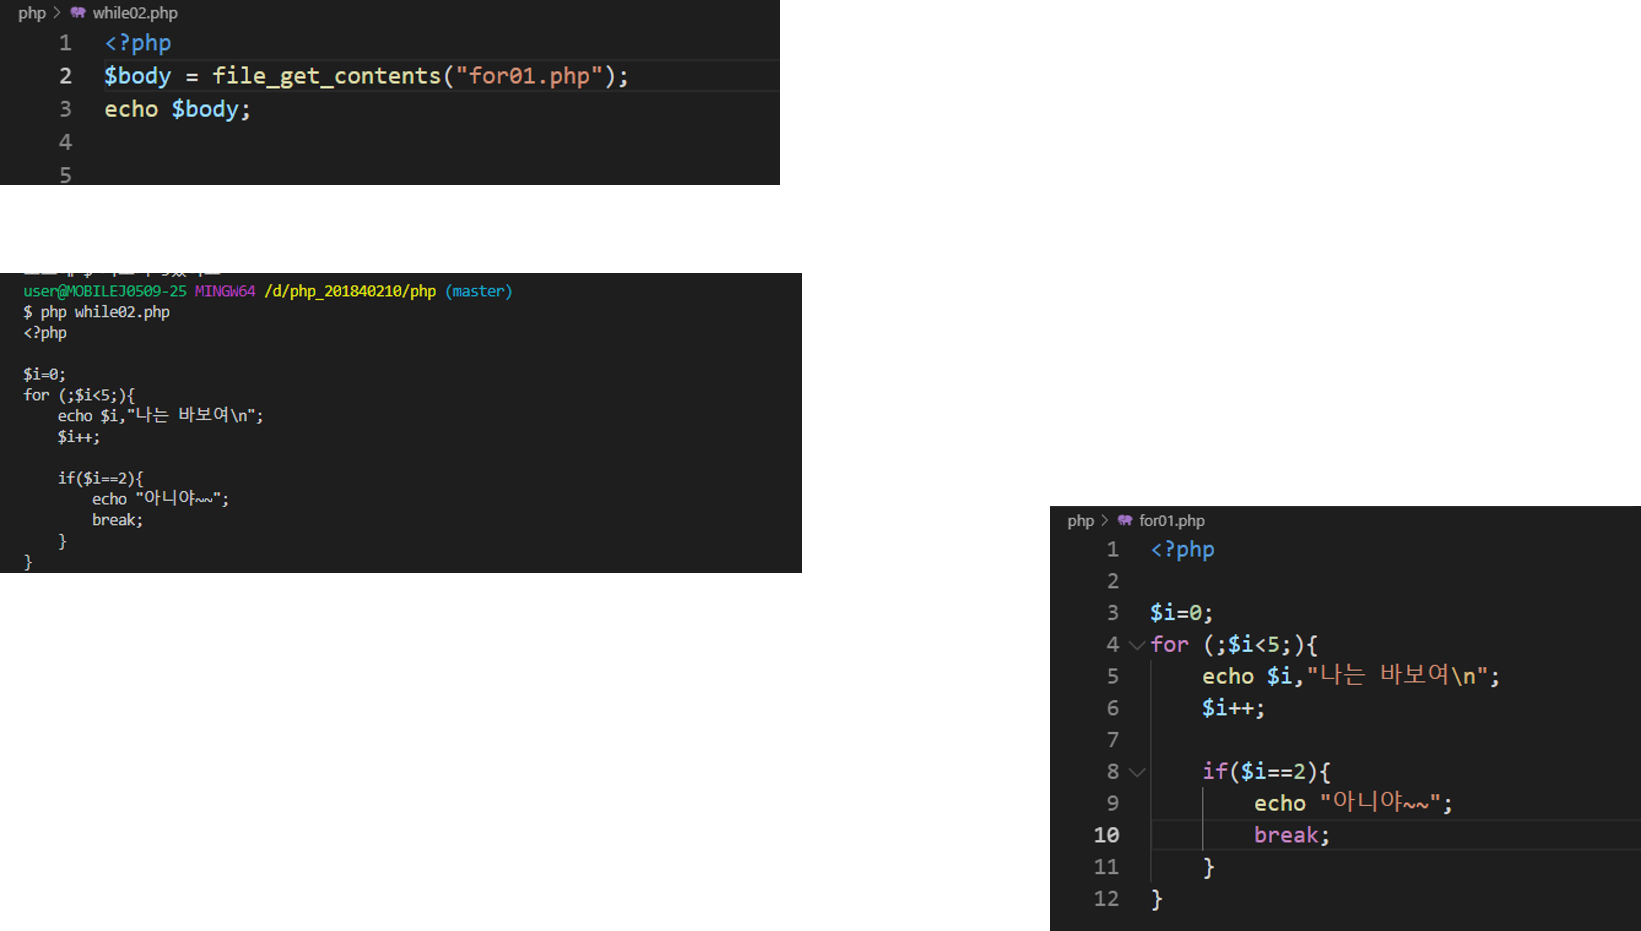 php > while02.php
1 <?php
2 $body = file_get_contents("for01.php");
3 echo $body;
4
5
user@MOBILEJ0509-25 MINGW64 /d/php_201840210/php (master)
$ php while02.php
<?php
$i=0;
for (;$i<5;){
echo $i,"나는 바보여\n";
$i++;
if($i==2){
echo "아니야~~";
break;
}
}
php > for01.php
1 <?php
2
3 $i=0;
4 for (;$i<5;){
5 echo $i,"나는 바보여\n";
6 $i++;
7
8 if($i==2){
9 echo "아니야~~";
10 break;
11 }
12 }